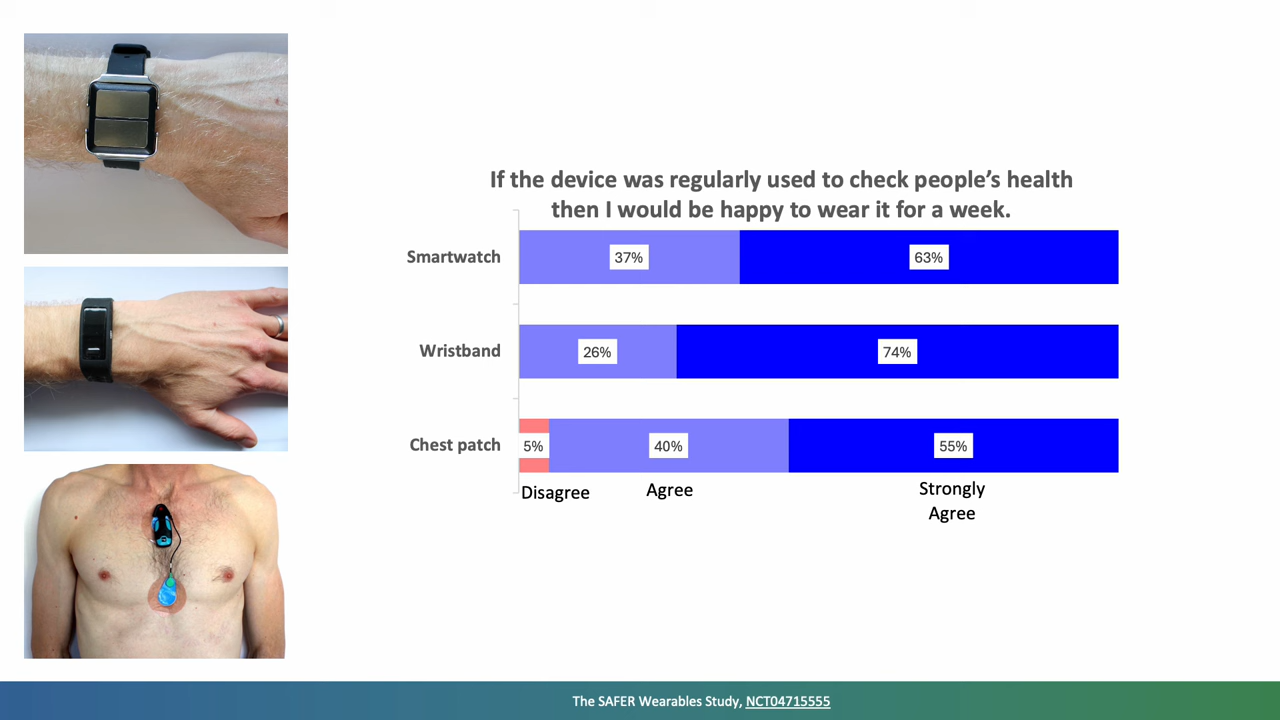 If the device was regularly used to check people’s health
then I would be happy to wear it for a week.
Smartwatch
37%
63%
Wristband
26%
74%
Chest patch
5%
40%
55%
Disagree
Agree
Strongly
Agree
The SAFER Wearables Study, NCT04715555